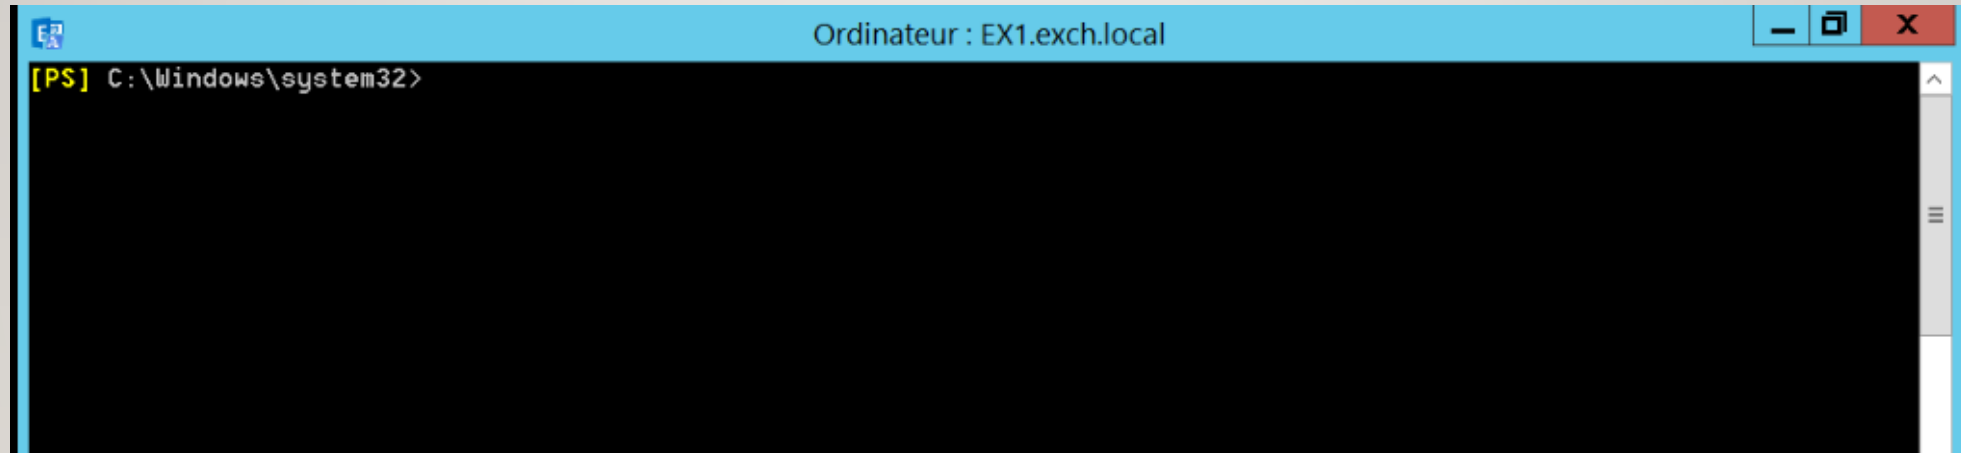 Ordinateur : EX1.exch.local
[PS] C:\Windows\system32>